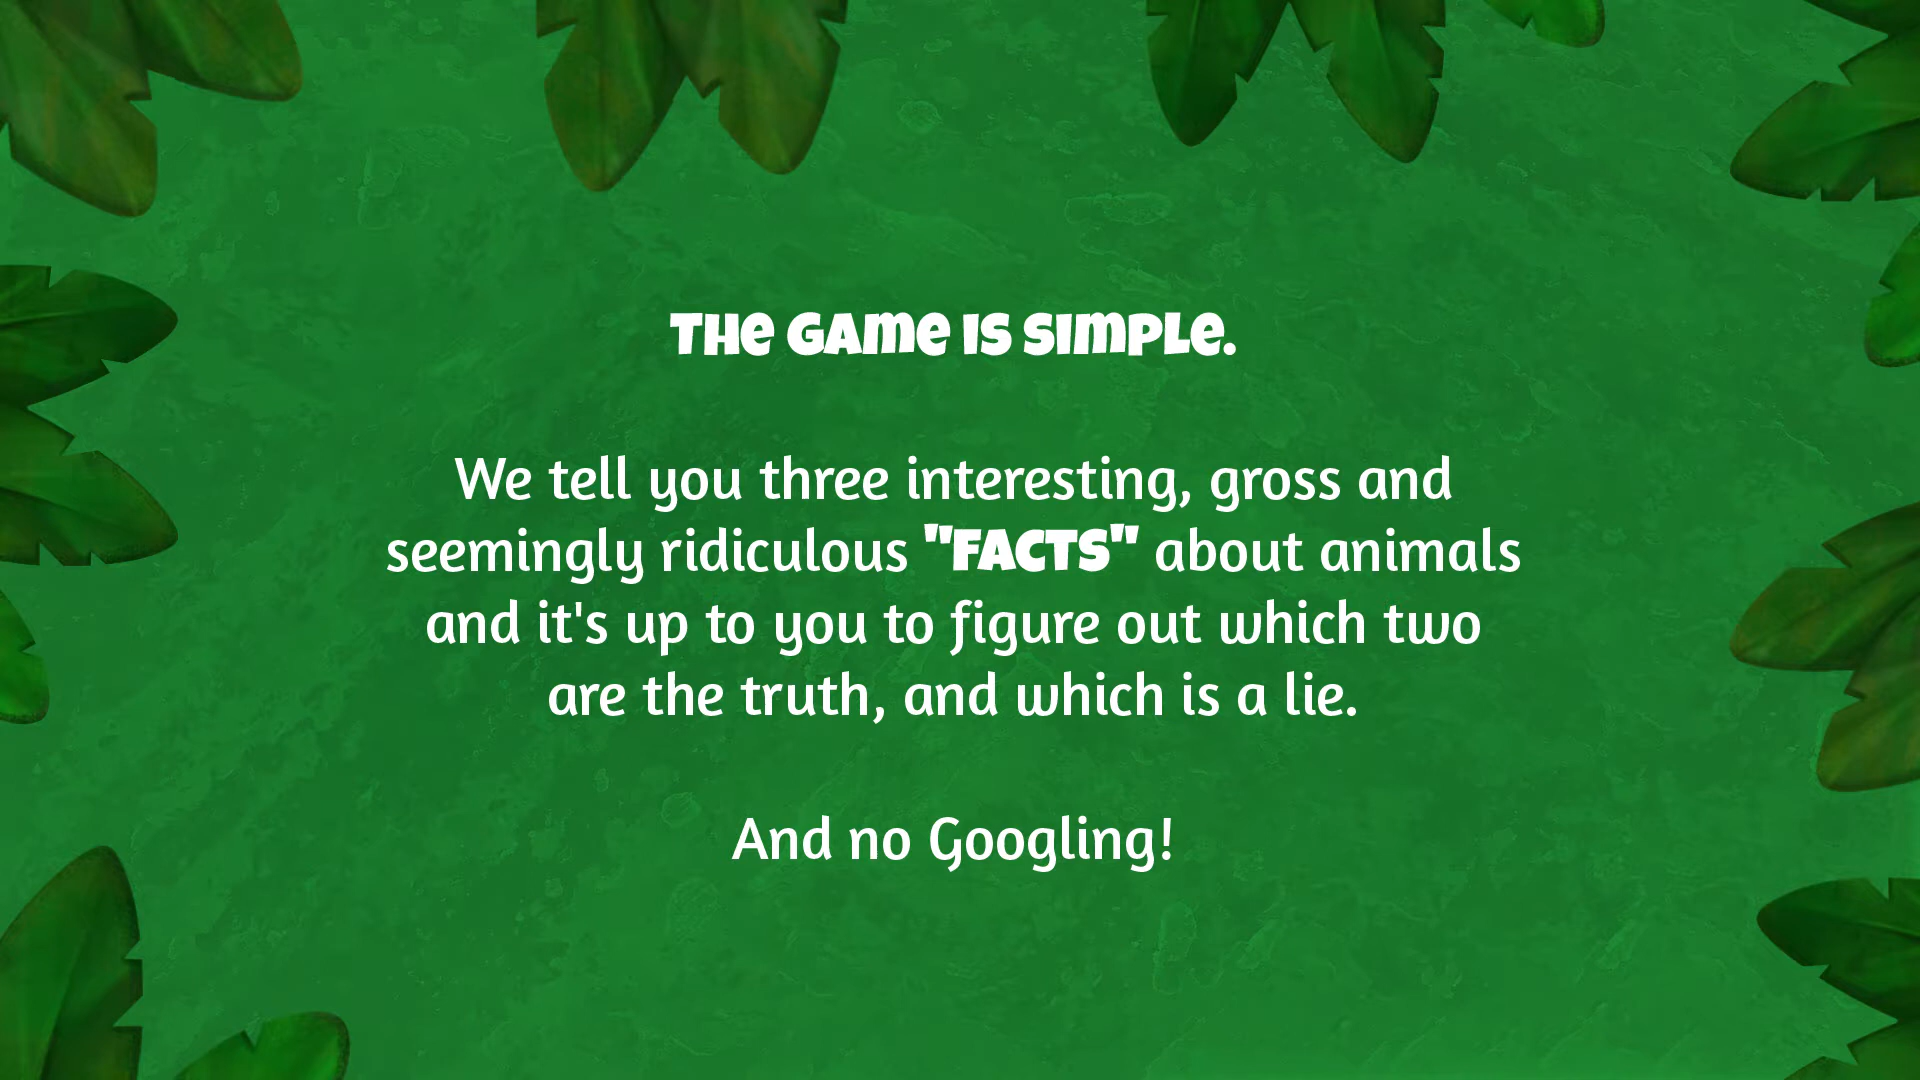 THE GAME IS SIMPLE.
We tell you three interesting, gross and
seemingly ridiculous "FACTS" about animals
and it's up to you to figure out which two
are the truth, and which is a lie.
And no Googling!